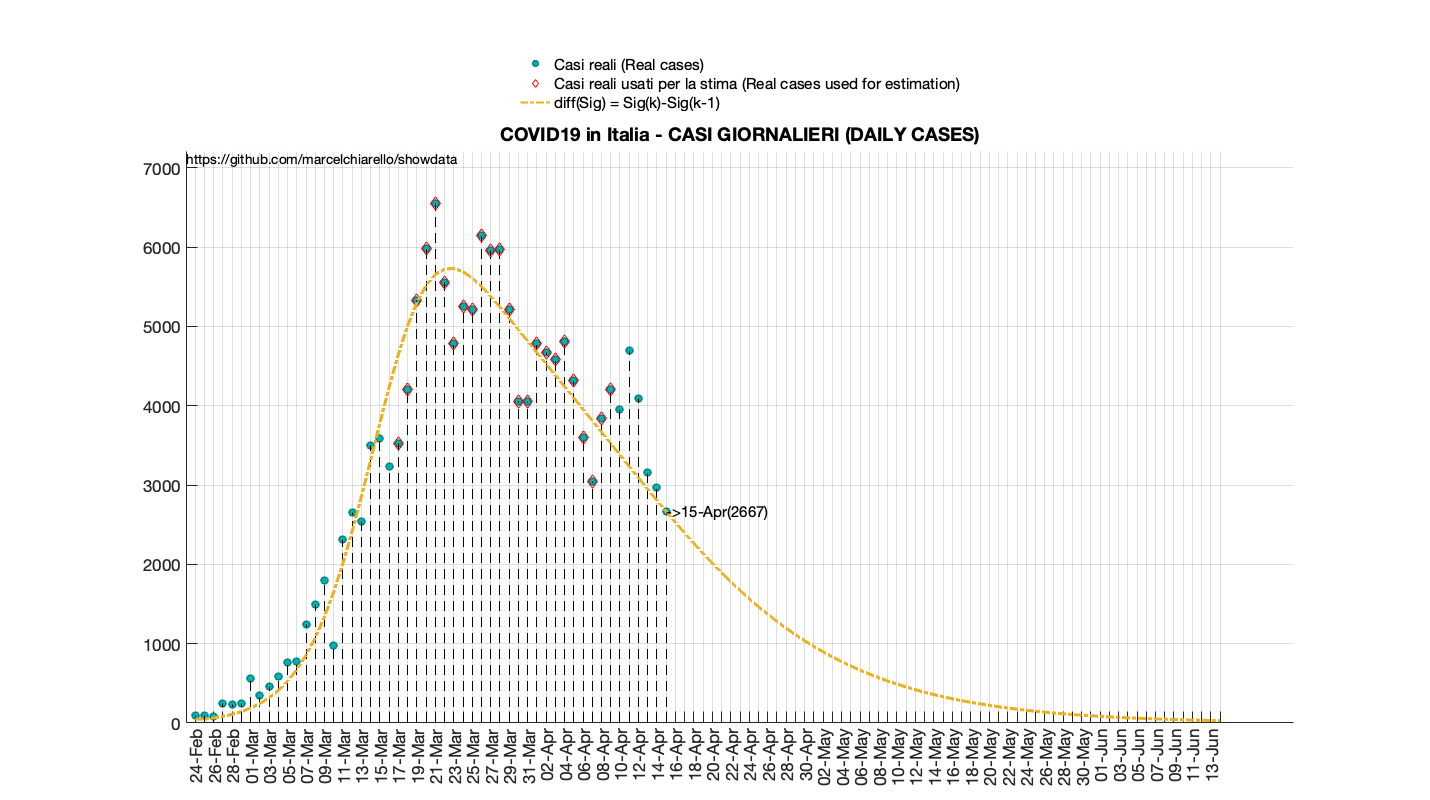 Casi reali (Real cases)
Casi reali usati per la stima (Real cases used for estimation)
diff(Sig) = Sig(k)-Sig(k-1)
COVID19 in Italia - CASI GIORNALIERI (DAILY CASES)
https://github.com/marcelchiarello/showdata
7000
6000
5000
4000
3000
2000
1000
0
->15-Apr(2667)
24-Feb
26-Feb
28-Feb
01-Mar
03-Mar
05-Mar
07-Mar
09-Mar
11-Mar
13-Mar
15-Mar
17-Mar
19-Mar
21-Mar
23-Mar
25-Mar
27-Mar
29-Mar
31-Mar
02-Apr
04-Apr
06-Apr
08-Apr
10-Apr
12-Apr
14-Apr
16-Apr
18-Apr
20-Apr
22-Apr
24-Apr
26-Apr
28-Apr
30-Apr
02-May
04-May
06-May
08-May
10-May
12-May
14-May
16-May
18-May
20-May
22-May
24-May
26-May
28-May
30-May
01-Jun
03-Jun
05-Jun
07-Jun
09-Jun
11-Jun
13-Jun